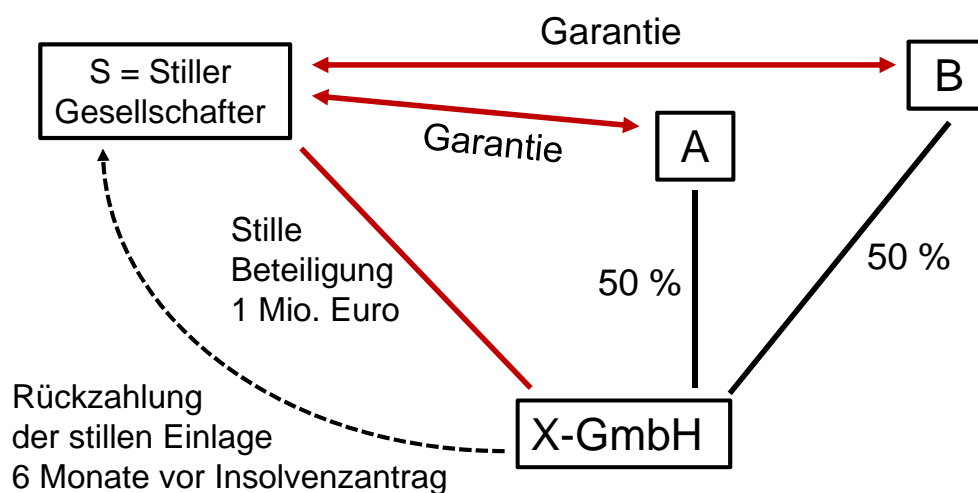 Garantie
S = Stiller
Gesellschafter
B
Garantie
A
Stille
Beteiligung
1 Mio. Euro
50 %
50 %
Rückzahlung
der stillen Einlage
6 Monate vor Insolvenzantrag
X-GmbH